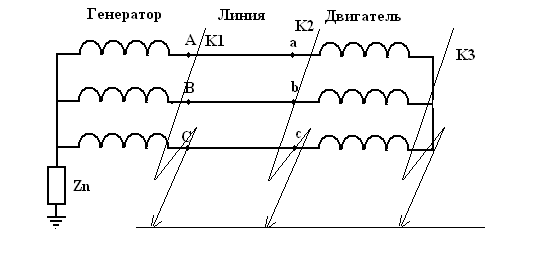 Генератор Линия Двигатель
A K1 K2 a K3
B b
C c
Zn